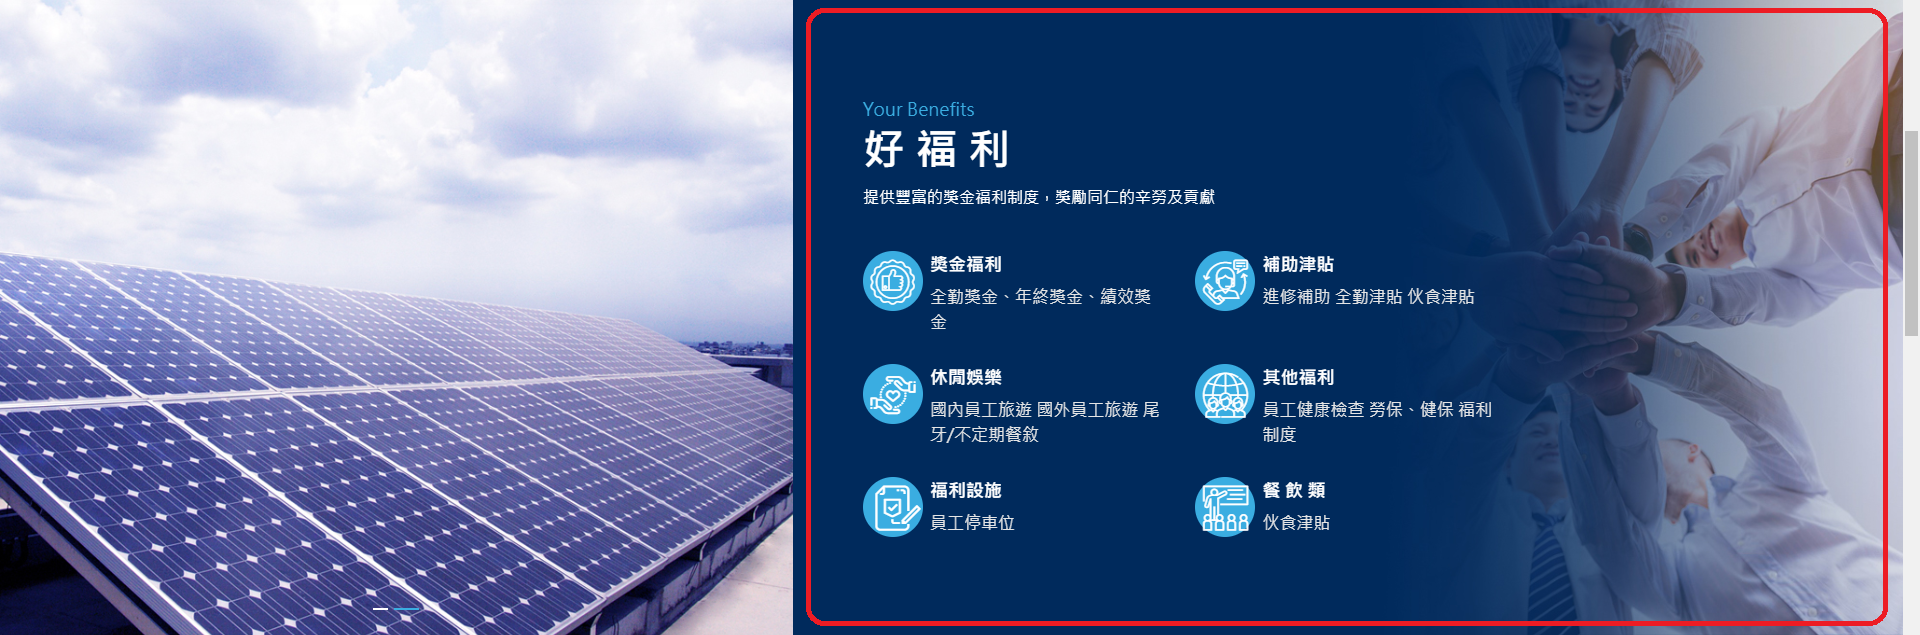 Your Benefits
好福利
提供豐富的獎金福利制度，獎勵同仁的辛勞及貢獻
獎金福利
全勤獎金、年終獎金、績效獎
金
補助津貼
進修補助 全勤津貼 伙食津貼
休閒娛樂
國內員工旅遊 國外員工旅遊 尾
牙/不定期餐敘
其他福利
員工健康檢查 勞保、健保 福利
制度
福利設施
員工停車位
餐 飲 類
伙食津貼